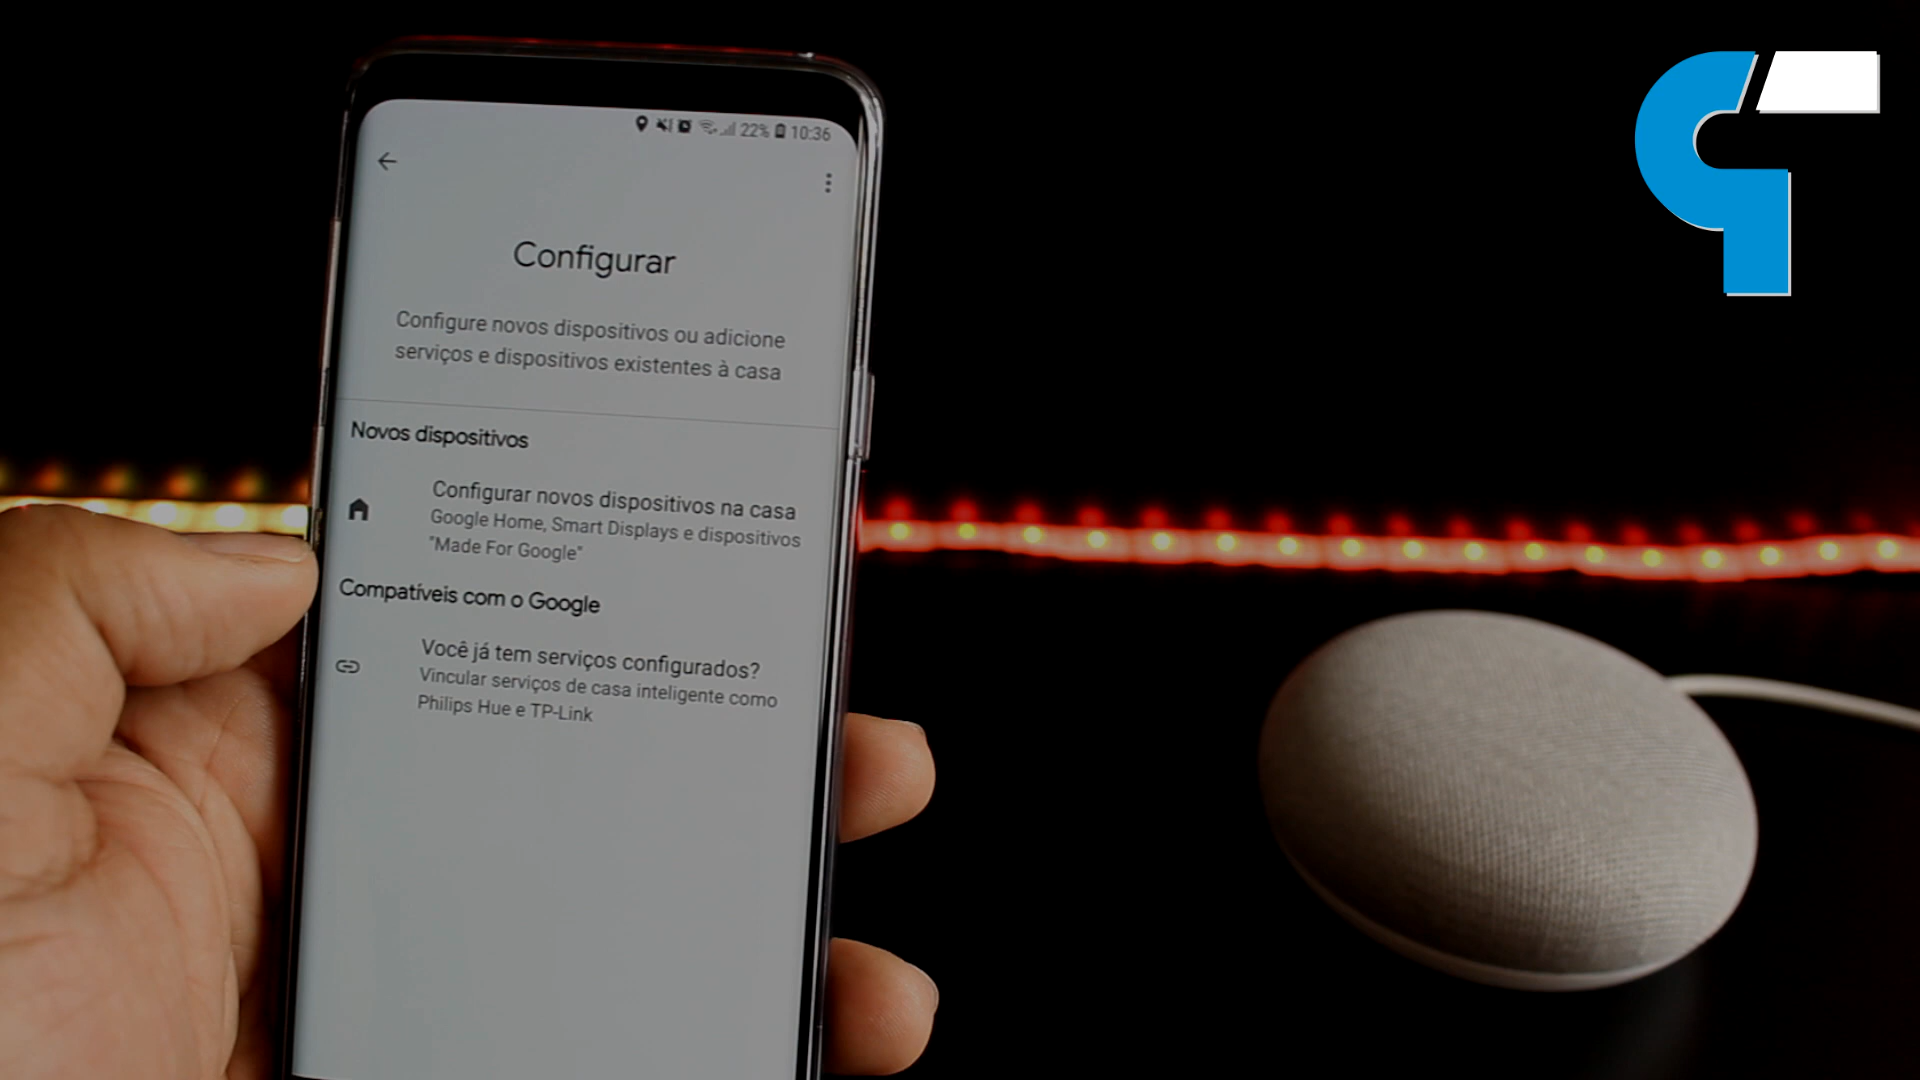 22% 10:36
Configurar
Configure novos dispositivos ou adicione
serviços e dispositivos existentes à casa
Novos dispositivos
Configurar novos dispositivos na casa
Google Home, Smart Displays e dispositivos
"Made For Google"
Compatíveis com o Google
Você já tem serviços configurados?
Vincular serviços de casa inteligente como
Philips Hue e TP-Link